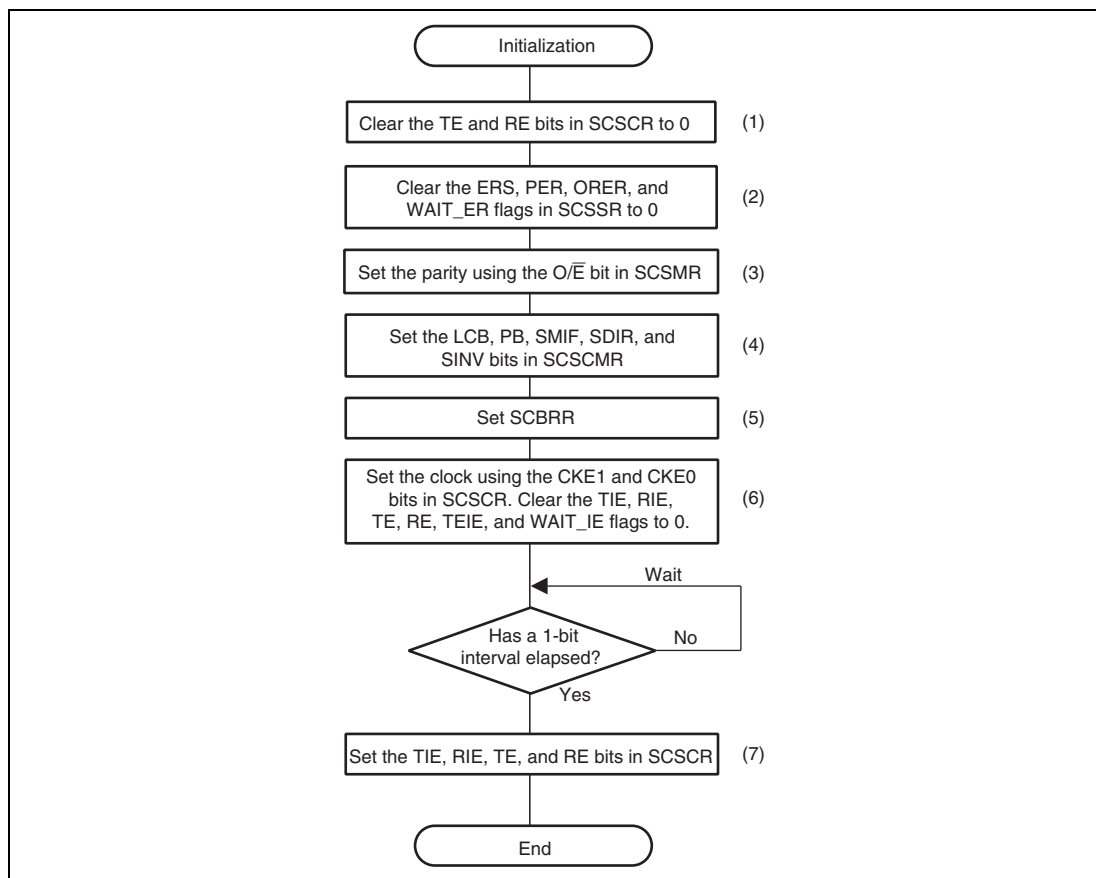 Initialization
Clear the TE and RE bits in SCSCR to 0 (1)
Clear the ERS, PER, ORER, and
WAIT_ER flags in SCSSR to 0 (2)
Set the parity using the O/E̅ bit in SCSMR (3)
Set the LCB, PB, SMIF, SDIR, and
SINV bits in SCSCMR (4)
Set SCBRR (5)
Set the clock using the CKE1 and CKE0
bits in SCSCR. Clear the TIE, RIE, (6)
TE, RE, TEIE, and WAIT_IE flags to 0.
Wait
Has a 1-bit
interval elapsed?
No
Yes
Set the TIE, RIE, TE, and RE bits in SCSCR (7)
End